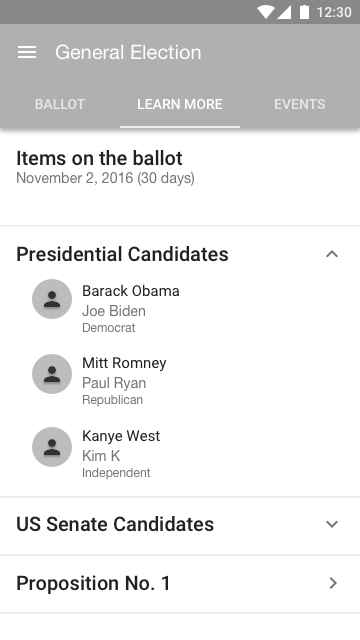 12:30
General Election
BALLOT LEARN MORE EVENTS
Items on the ballot
November 2, 2016 (30 days)
Presidential Candidates
Barack Obama
Joe Biden
Democrat
Mitt Romney
Paul Ryan
Republican
Kanye West
Kim K
Independent
US Senate Candidates
Proposition No. 1